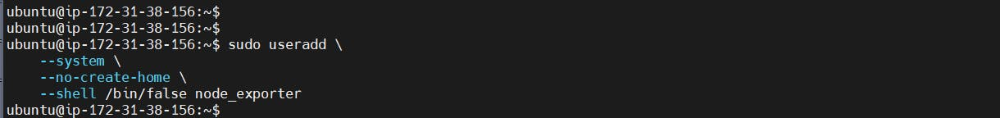 ubuntu@ip-172-31-38-156:~$
ubuntu@ip-172-31-38-156:~$
ubuntu@ip-172-31-38-156:~$ sudo useradd \
    --system \
    --no-create-home \
    --shell /bin/false node_exporter
ubuntu@ip-172-31-38-156:~$